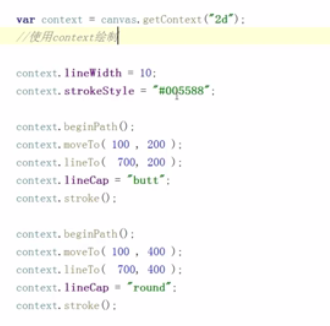 var context = canvas.getContext("2d");
//使用context绘制
context.lineWidth = 10;
context.strokeStyle = "#005588";
context.beginPath();
context.moveTo( 100 , 200 );
context.lineTo( 700, 200 );
context.lineCap = "butt";
context.stroke();
context.beginPath();
context.moveTo( 100 , 400 );
context.lineTo( 700, 400 );
context.lineCap = "round";
context.stroke();